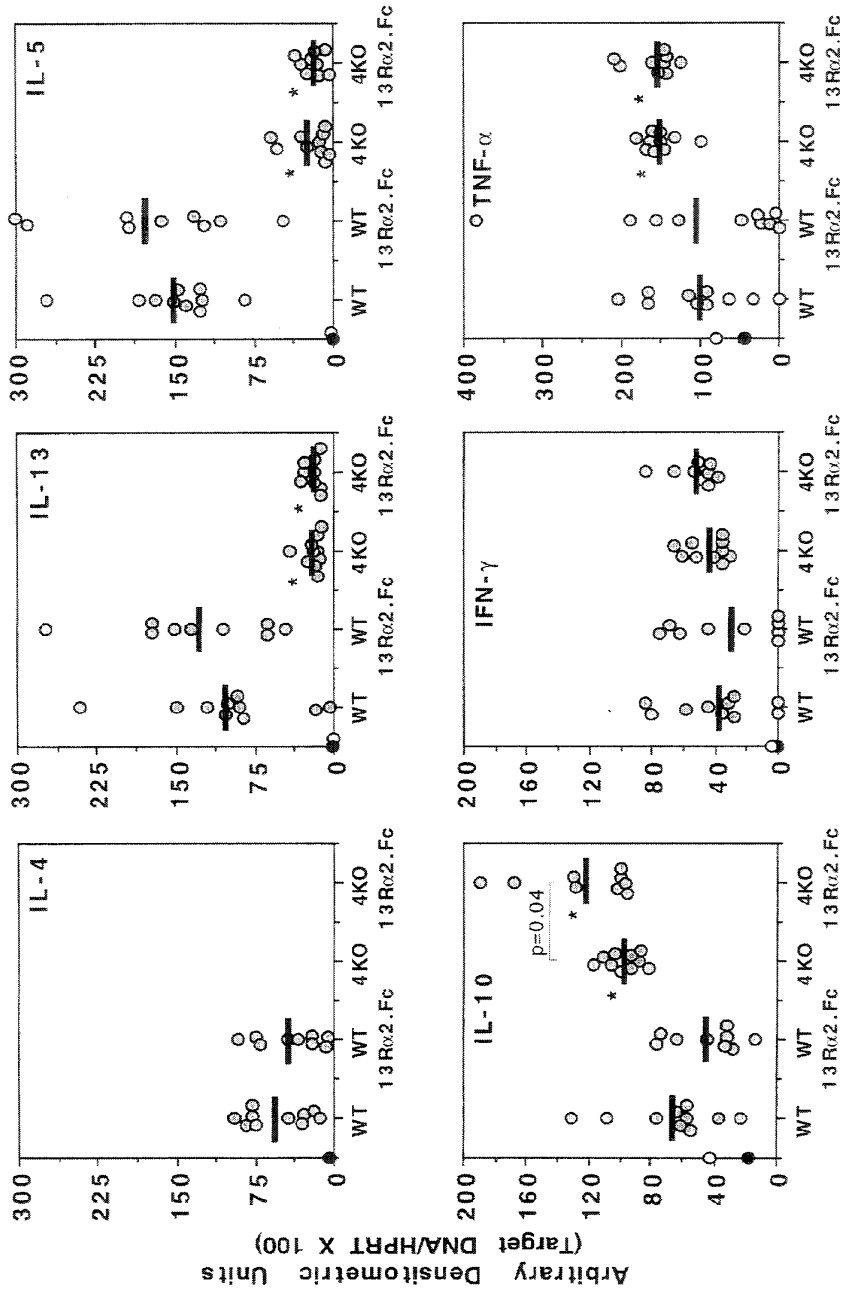 Arbitrary Densitometric Units
(Target DNA/HPRT X 100)
IL-4
300
225
150
75
0
WT
WT
4KO
4KO
13Rα2.Fc
13Rα2.Fc
IL-13
300
225
150
75
0
WT
WT
4KO
4KO
13Rα2.Fc
13Rα2.Fc
IL-5
300
225
150
75
0
WT
WT
4KO
4KO
13Rα2.Fc
13Rα2.Fc
*
*
*
*
IL-10
200
160
120
80
40
0
p=0.04
*
*
WT
WT
4KO
4KO
13Rα2.Fc
13Rα2.Fc
IFN-γ
200
160
120
80
40
0
WT
WT
4KO
4KO
13Rα2.Fc
13Rα2.Fc
TNF-α
400
300
200
100
0
*
*
WT
WT
4KO
4KO
13Rα2.Fc
13Rα2.Fc